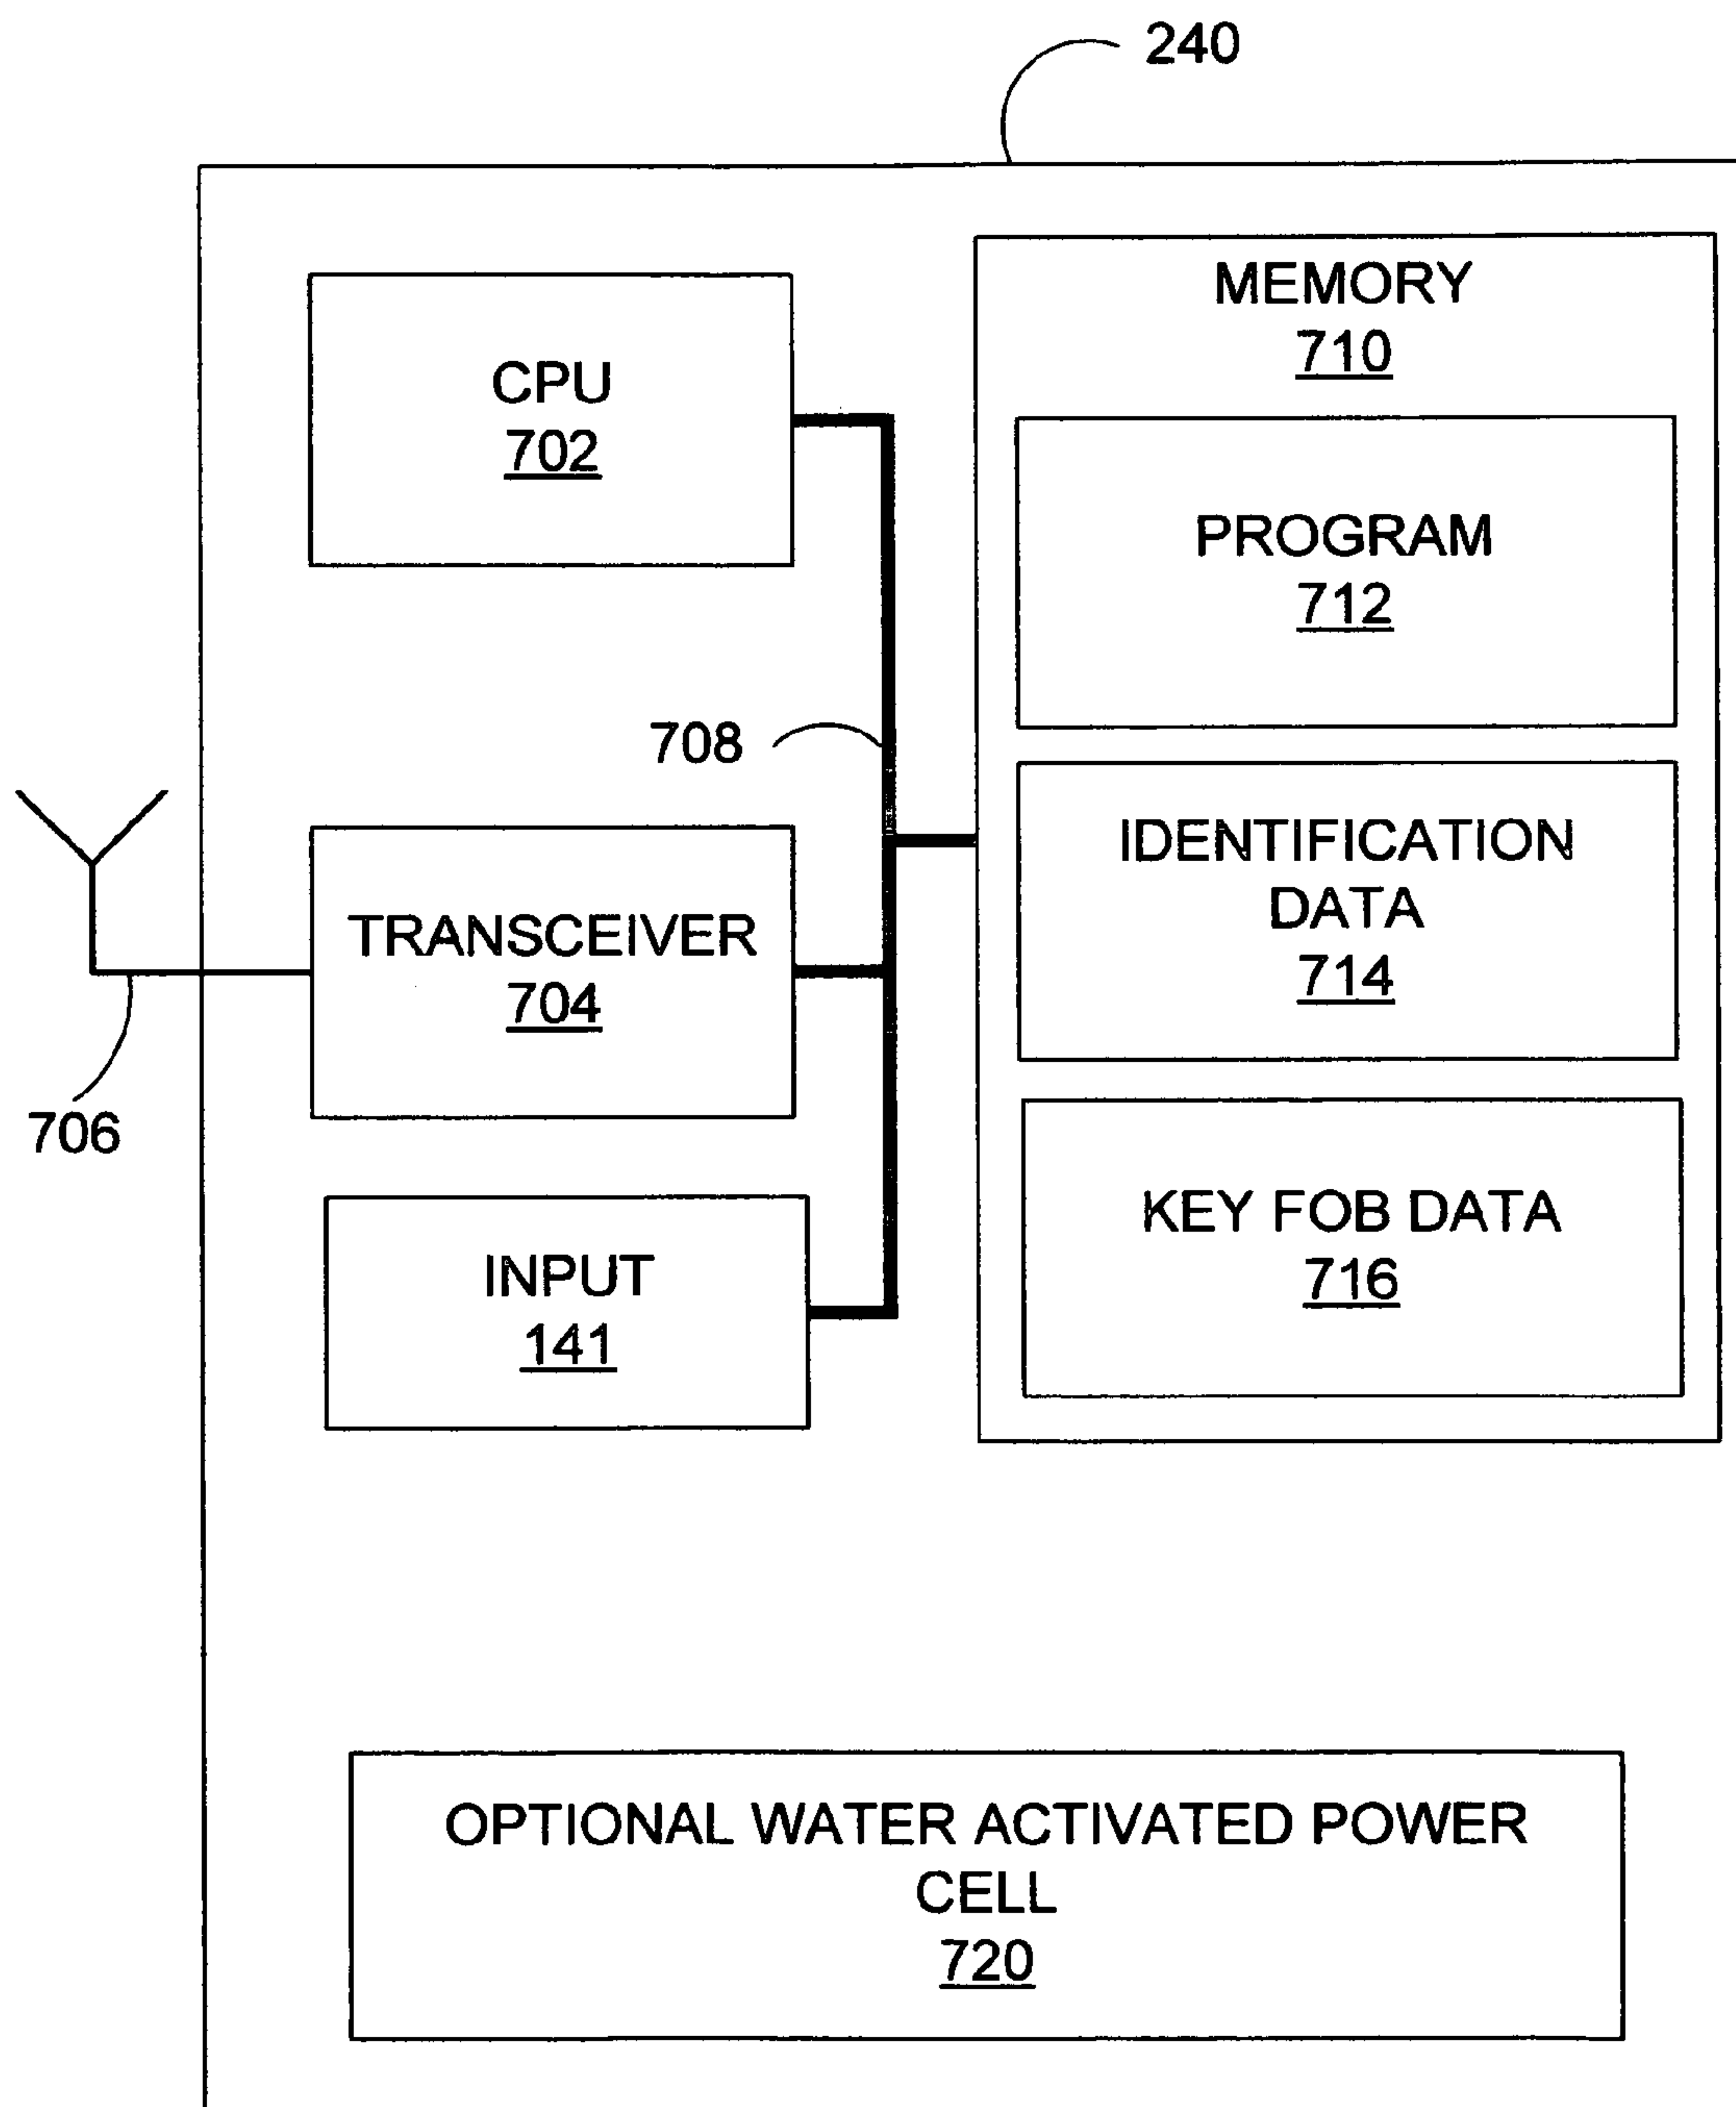 240
MEMORY
710
CPU
702
PROGRAM
712
708
IDENTIFICATION
DATA
714
TRANSCEIVER
704
706
KEY FOB DATA
716
INPUT
141
OPTIONAL WATER ACTIVATED POWER
CELL
720